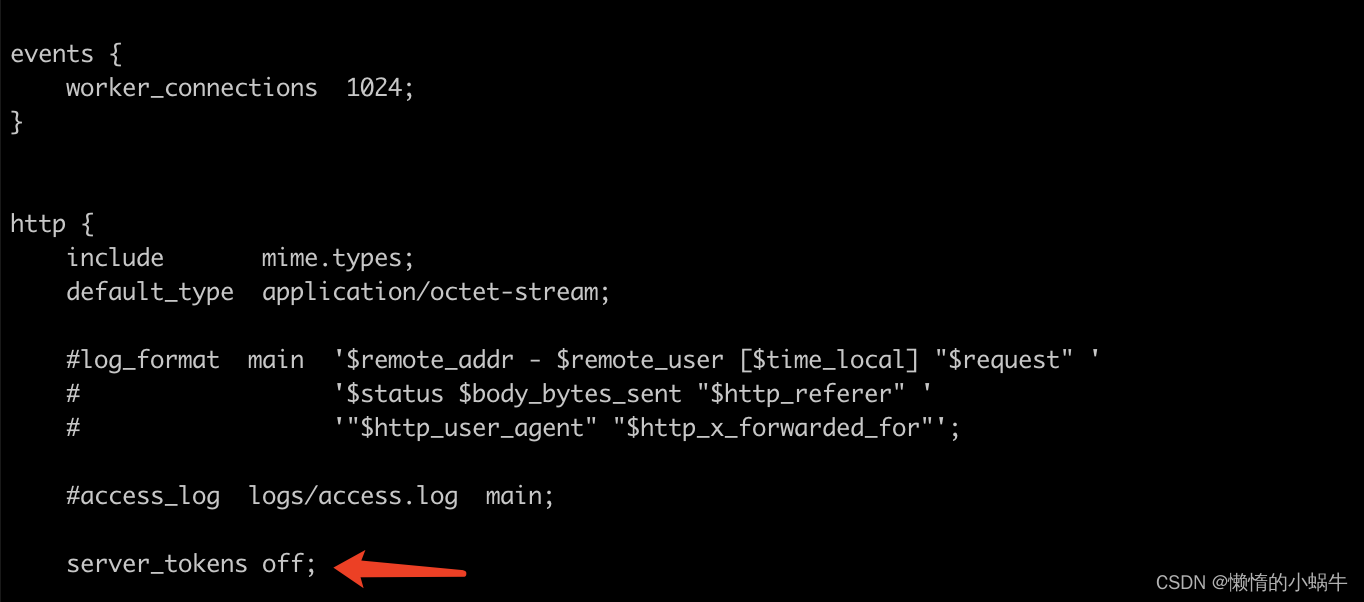 events {
    worker_connections  1024;
}
http {
    include       mime.types;
    default_type  application/octet-stream;
    #log_format  main  '$remote_addr - $remote_user [$time_local] "$request" '
    #                  '$status $body_bytes_sent "$http_referer" '
    #                  '"$http_user_agent" "$http_x_forwarded_for"';
    #access_log  logs/access.log  main;
    server_tokens off;
CSDN @懒惰的小蜗牛